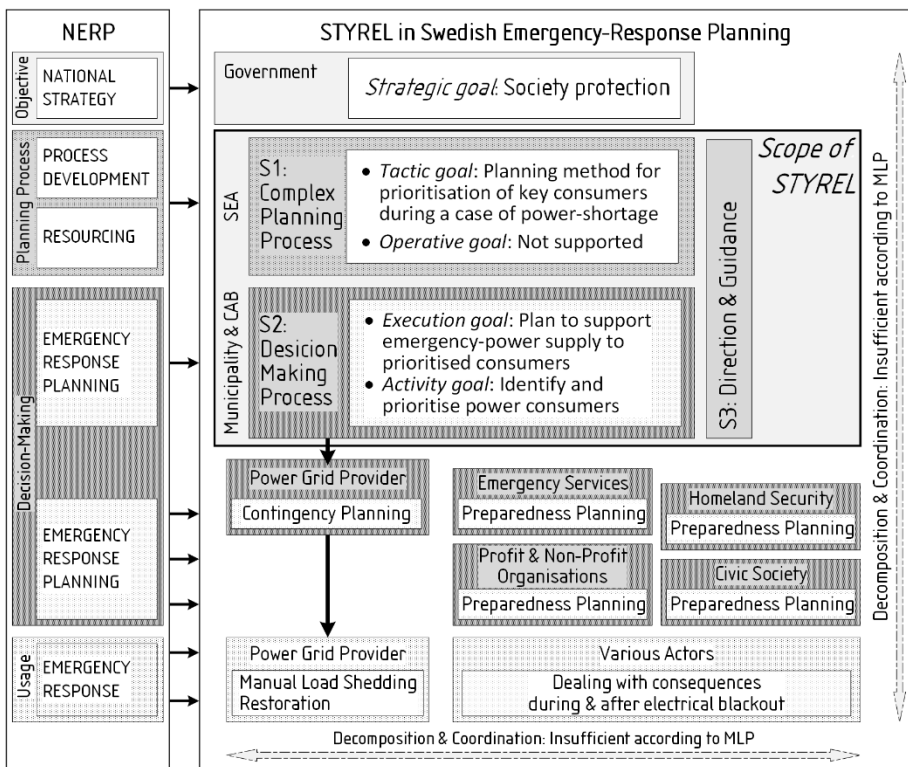 NERP
Objective
NATIONAL
STRATEGY
Planning Process
PROCESS
DEVELOPMENT
RESOURCING
Decision-Making
EMERGENCY
RESPONSE
PLANNING
EMERGENCY
RESPONSE
PLANNING
Usage
EMERGENCY
RESPONSE
STYREL in Swedish Emergency-Response Planning
Government
Strategic goal: Society protection
Scope of
STYREL
SEA
S1:
Complex
Planning
Process
• Tactic goal: Planning method for
prioritisation of key consumers
during a case of power-shortage
• Operative goal: Not supported
Municipality & CAB
S2:
Desicion
Making
Process
• Execution goal: Plan to support
emergency-power supply to
prioritised consumers
• Activity goal: Identify and
prioritise power consumers
S3: Direction & Guidance
Power Grid Provider
Contingency Planning
Emergency Services
Preparedness Planning
Homeland Security
Preparedness Planning
Profit & Non-Profit
Organisations
Preparedness Planning
Civic Society
Preparedness Planning
Power Grid Provider
Manual Load Shedding
Restoration
Various Actors
Dealing with consequences
during & after electrical blackout
Decomposition & Coordination: Insufficient according to MLP
Decomposition & Coordination: Insufficient according to MLP